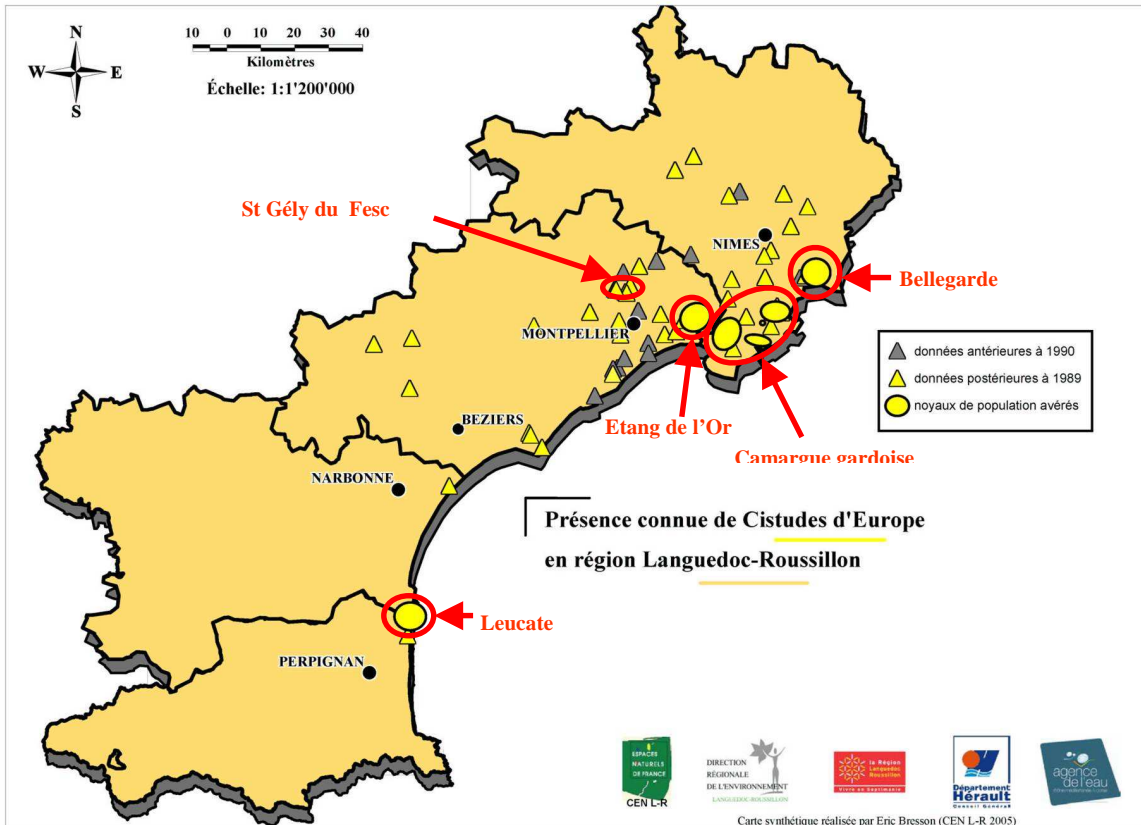 N
W E
S
10 0 10 20 30 40
Kilomètres
Échelle: 1:1'200'000
St Gély du Fesc
NIMES
Bellegarde
MONTPELLIER
données antérieures à 1990
données postérieures à 1989
noyaux de population avérés
BEZIERS
Etang de l'Or
Camargue gardoise
NARBONNE
Présence connue de Cistudes d'Europe
en région Languedoc-Roussillon
Leucate
PERPIGNAN
ESPACES
NATURELS
DE FRANCE
CEN L-R
DIRECTION
RÉGIONALE
DE L'ENVIRONNEMENT
LANGUEDOC-ROUSSILLON
la Région
Languedoc
Roussillon
Vivre en Septimanie
Département
Hérault
Conseil Général
agence
de l'eau
Carte synthétique réalisée par Eric Bresson (CEN L-R 2005)